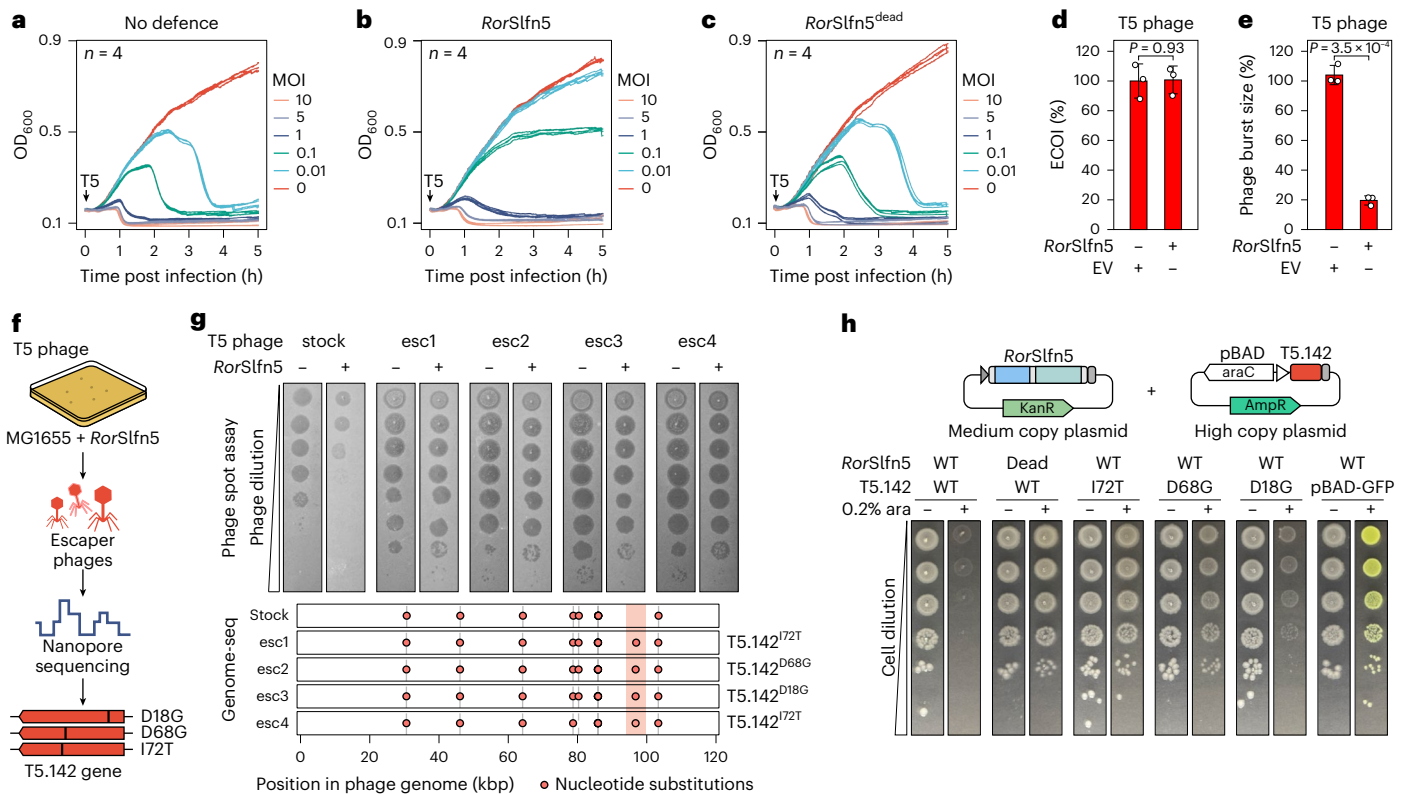 a
No defence
n = 4
0.9
0.5
0.1
OD600
T5
0 1 2 3 4 5
Time post infection (h)
MOI
10
5
1
0.1
0.01
0
b
RorSlfn5
n = 4
0.9
0.5
0.1
OD600
T5
0 1 2 3 4 5
Time post infection (h)
MOI
10
5
1
0.1
0.01
0
c
RorSlfn5dead
n = 4
0.9
0.5
0.1
OD600
T5
0 1 2 3 4 5
Time post infection (h)
MOI
10
5
1
0.1
0.01
0
d
T5 phage
P = 0.93
120
100
80
60
40
20
0
ECOI (%)
RorSlfn5 – +
EV + –
e
T5 phage
P = 3.5 × 10–4
120
100
80
60
40
20
0
Phage burst size (%)
RorSlfn5 – +
EV + –
f
T5 phage
MG1655 + RorSlfn5
Escaper
phages
Nanopore
sequencing
D18G
D68G
I72T
T5.142 gene
g
T5 phage stock esc1 esc2 esc3 esc4
RorSlfn5 – + – + – + – + – +
Phage spot assay
Phage dilution
Genome-seq
Stock
esc1 T5.142I72T
esc2 T5.142D68G
esc3 T5.142D18G
esc4 T5.142I72T
0 20 40 60 80 100 120
Position in phage genome (kbp)
Nucleotide substitutions
h
RorSlfn5
KanR
Medium copy plasmid
+
pBAD T5.142
araC
AmpR
High copy plasmid
RorSlfn5 WT Dead WT WT WT WT
T5.142 WT WT I72T D68G D18G pBAD-GFP
0.2% ara – + – + – + – + – + – +
Cell dilution